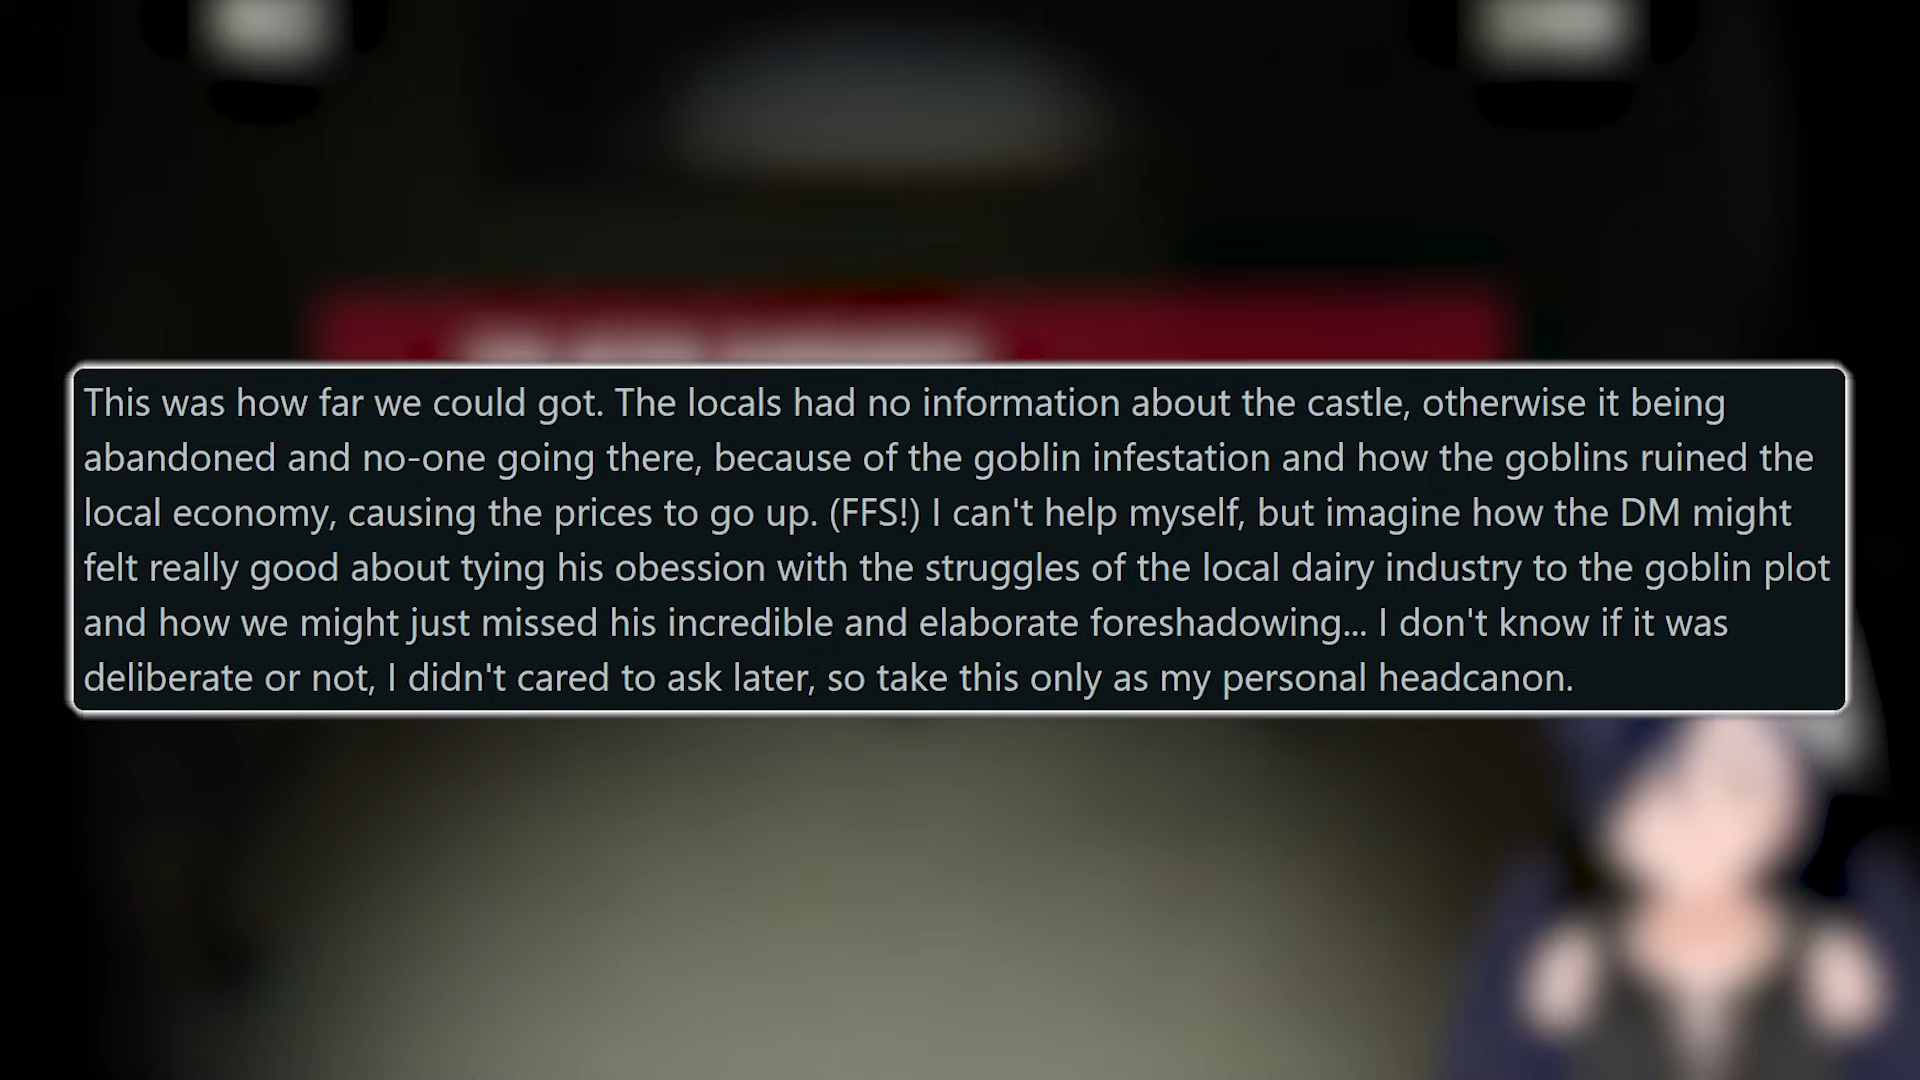 This was how far we could got. The locals had no information about the castle, otherwise it being
abandoned and no-one going there, because of the goblin infestation and how the goblins ruined the
local economy, causing the prices to go up. (FFS!) I can't help myself, but imagine how the DM might
felt really good about tying his obession with the struggles of the local dairy industry to the goblin plot
and how we might just missed his incredible and elaborate foreshadowing... I don't know if it was
deliberate or not, I didn't cared to ask later, so take this only as my personal headcanon.